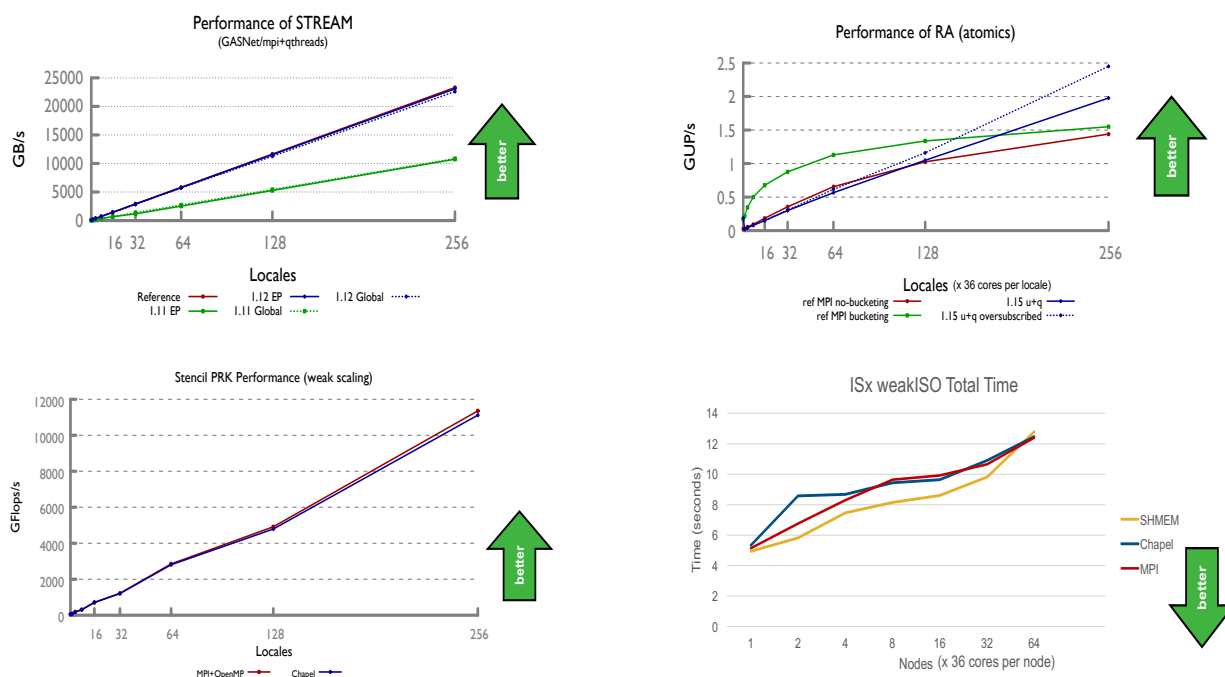 Performance of STREAM
(GASNet/mpi+qthreads)
GB/s
25000
20000
15000
10000
5000
0
16 32 64 128 256
Locales
Reference 1.12 EP 1.12 Global
1.11 EP 1.11 Global
better
Performance of RA (atomics)
GUP/s
2.5
2
1.5
1
0.5
0
16 32 64 128 256
Locales (x 36 cores per locale)
ref MPI no-bucketing 1.15 u+q
ref MPI bucketing 1.15 u+q oversubscribed
better
Stencil PRK Performance (weak scaling)
GFlops/s
12000
10000
8000
6000
4000
2000
0
16 32 64 128 256
Locales
MPI+OpenMP Chapel
better
ISx weakISO Total Time
Time (seconds)
14
12
10
8
6
4
2
0
1 2 4 8 16 32 64
Nodes (x 36 cores per node)
SHMEM
Chapel
MPI
better